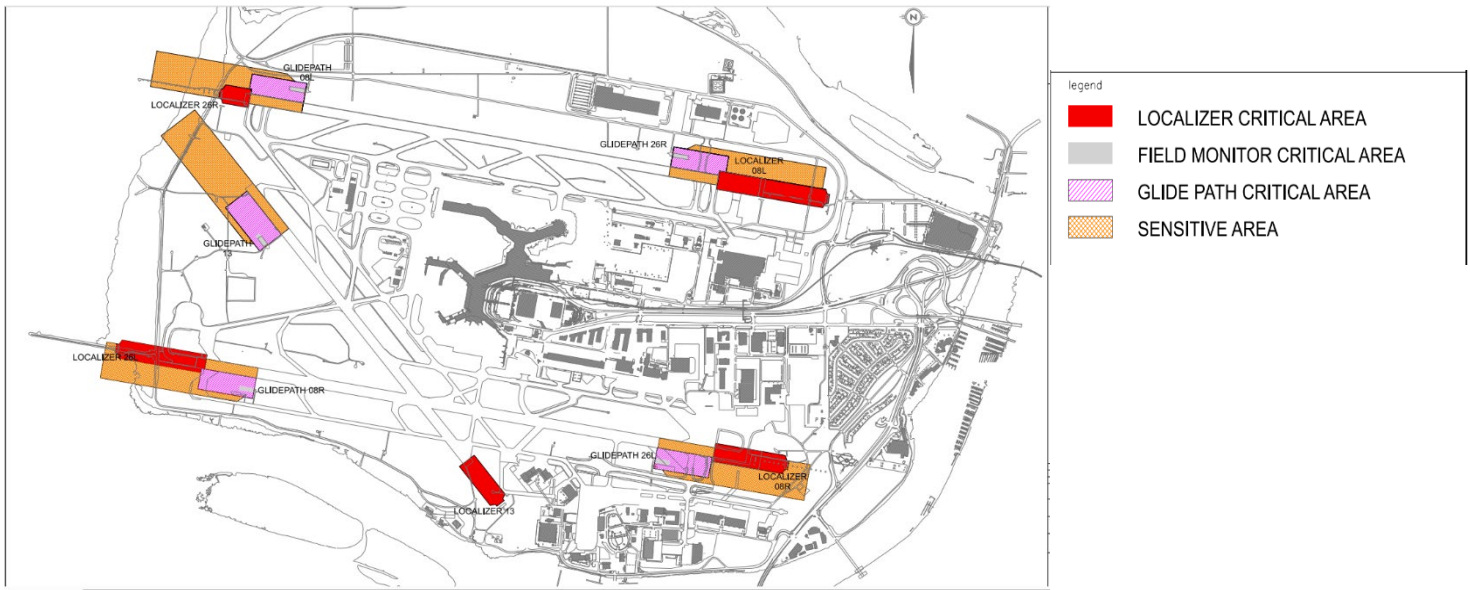 N
GLIDEPATH
08L
LOCALIZER 26R
GLIDEPATH 26R
LOCALIZER
08L
GLIDEPATH
13
LOCALIZER 26L
GLIDEPATH 08R
GLIDEPATH 26L
LOCALIZER
08R
LOCALIZER 13
legend
LOCALIZER CRITICAL AREA
FIELD MONITOR CRITICAL AREA
GLIDE PATH CRITICAL AREA
SENSITIVE AREA